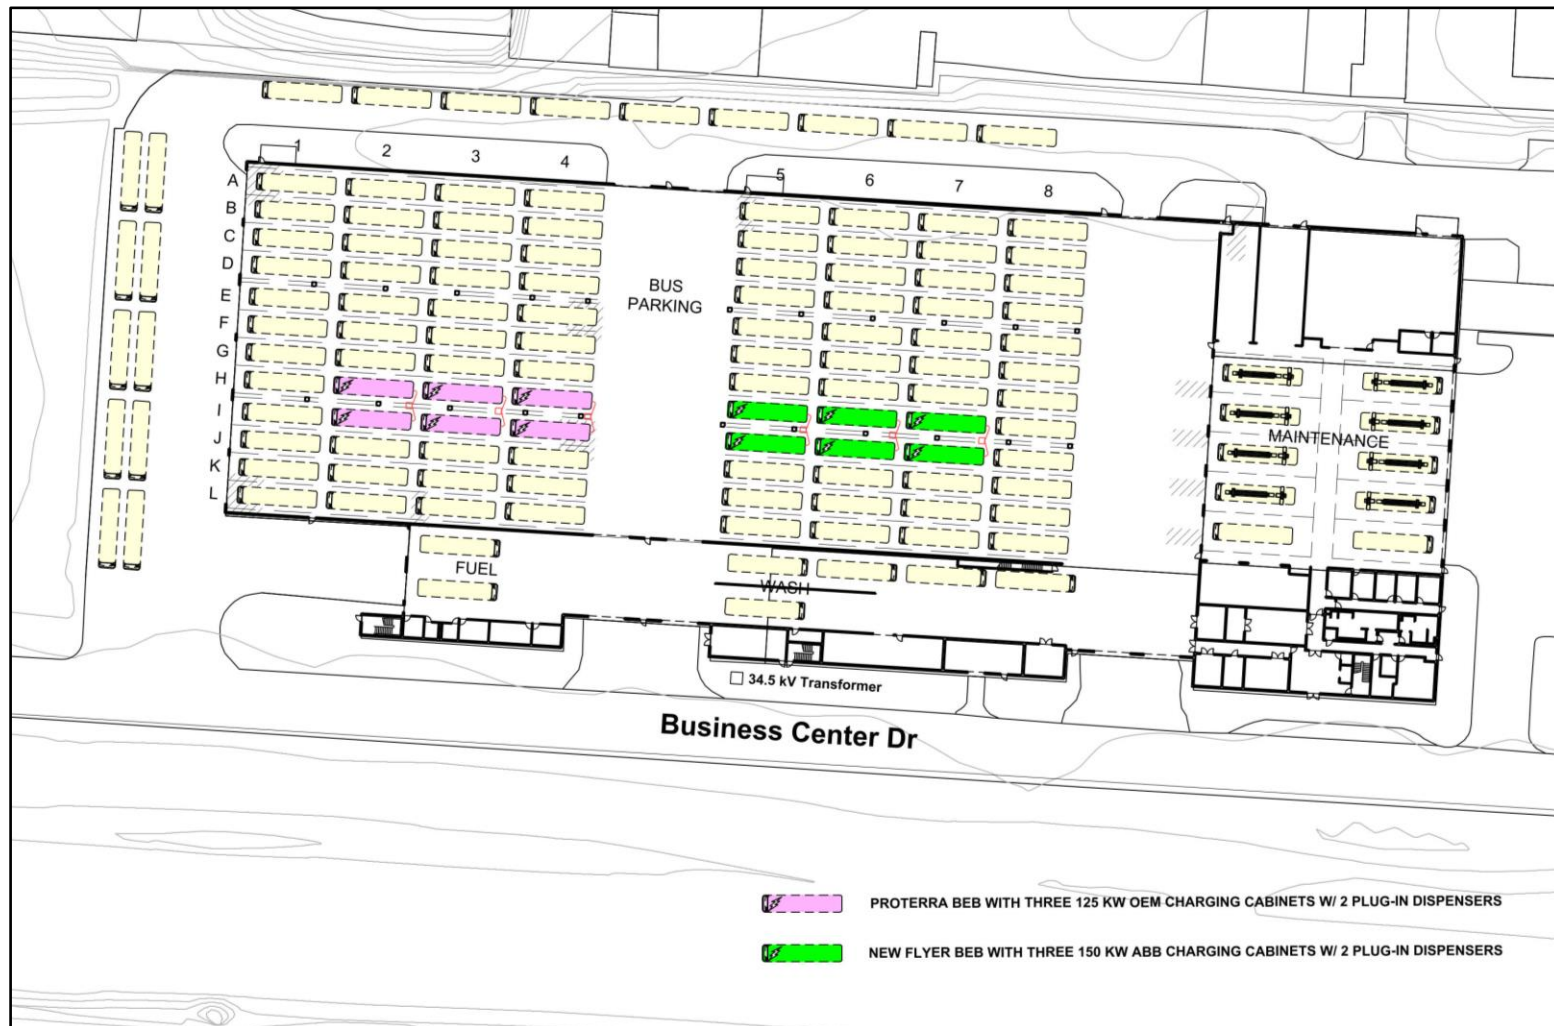 1
2
3
4
5
6
7
8
A
B
C
D
E
F
G
H
I
J
K
L
BUS
PARKING
MAINTENANCE
FUEL
WASH
34.5 kV Transformer
Business Center Dr
PROTERRA BEB WITH THREE 125 KW OEM CHARGING CABINETS W/ 2 PLUG-IN DISPENSERS
NEW FLYER BEB WITH THREE 150 KW ABB CHARGING CABINETS W/ 2 PLUG-IN DISPENSERS